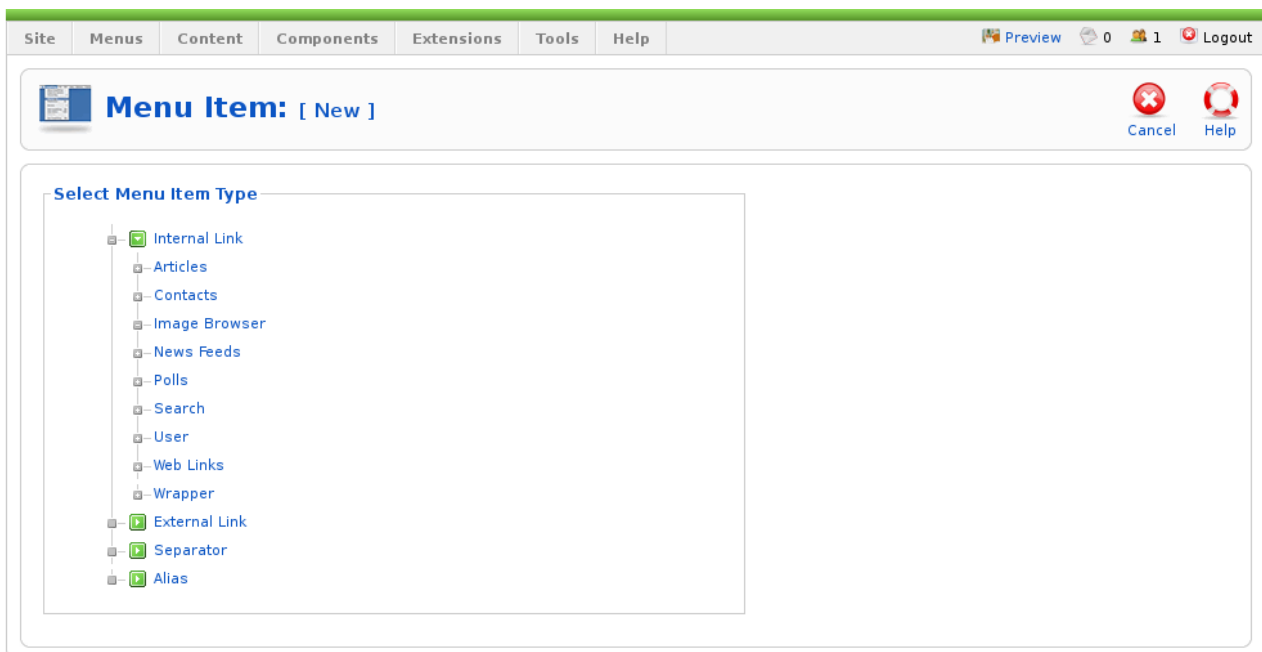 Site Menus Content Components Extensions Tools Help Preview 0 1 Logout
Menu Item: [ New ]
Cancel Help
Select Menu Item Type
Internal Link
Articles
Contacts
Image Browser
News Feeds
Polls
Search
User
Web Links
Wrapper
External Link
Separator
Alias